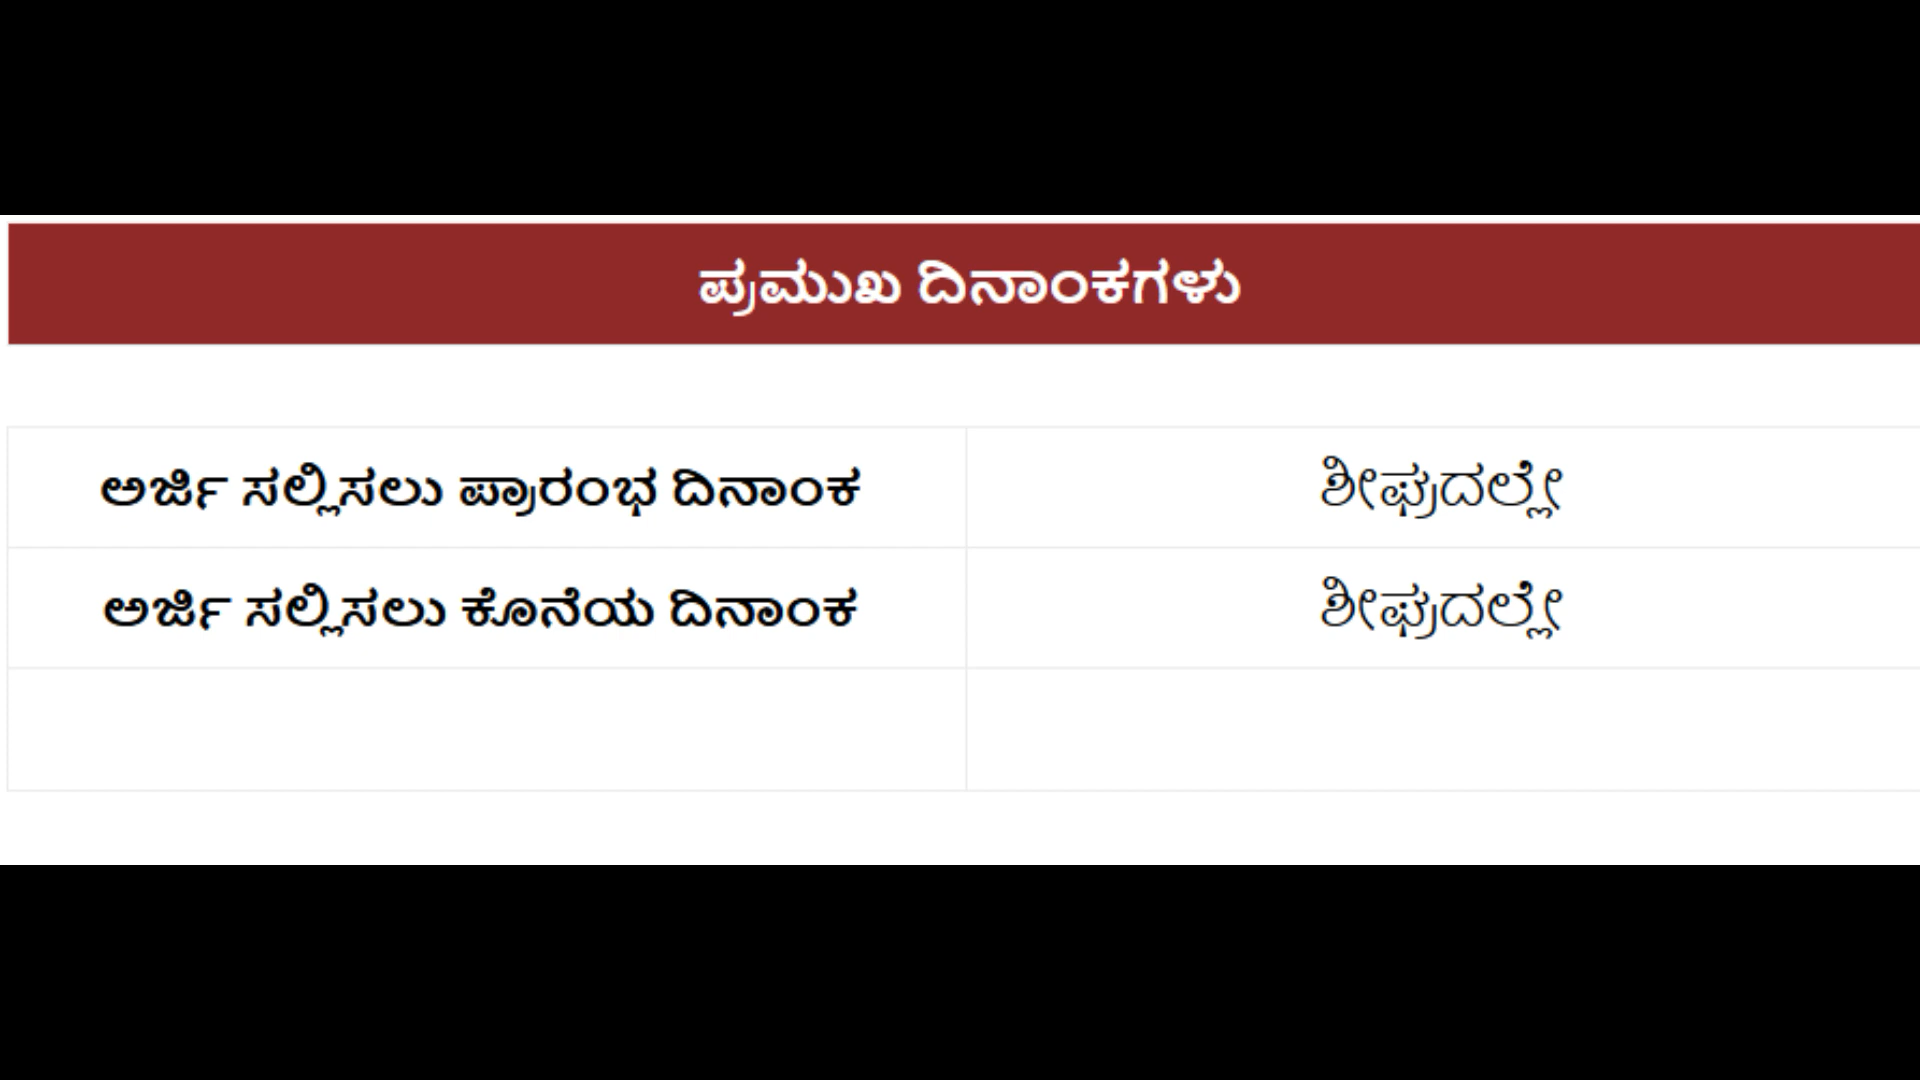 ಪ್ರಮುಖ ದಿನಾಂಕಗಳು
ಅರ್ಜಿ ಸಲ್ಲಿಸಲು ಪ್ರಾರಂಭ ದಿನಾಂಕ ಶೀಘ್ರದಲ್ಲೇ
ಅರ್ಜಿ ಸಲ್ಲಿಸಲು ಕೊನೆಯ ದಿನಾಂಕ ಶೀಘ್ರದಲ್ಲೇ